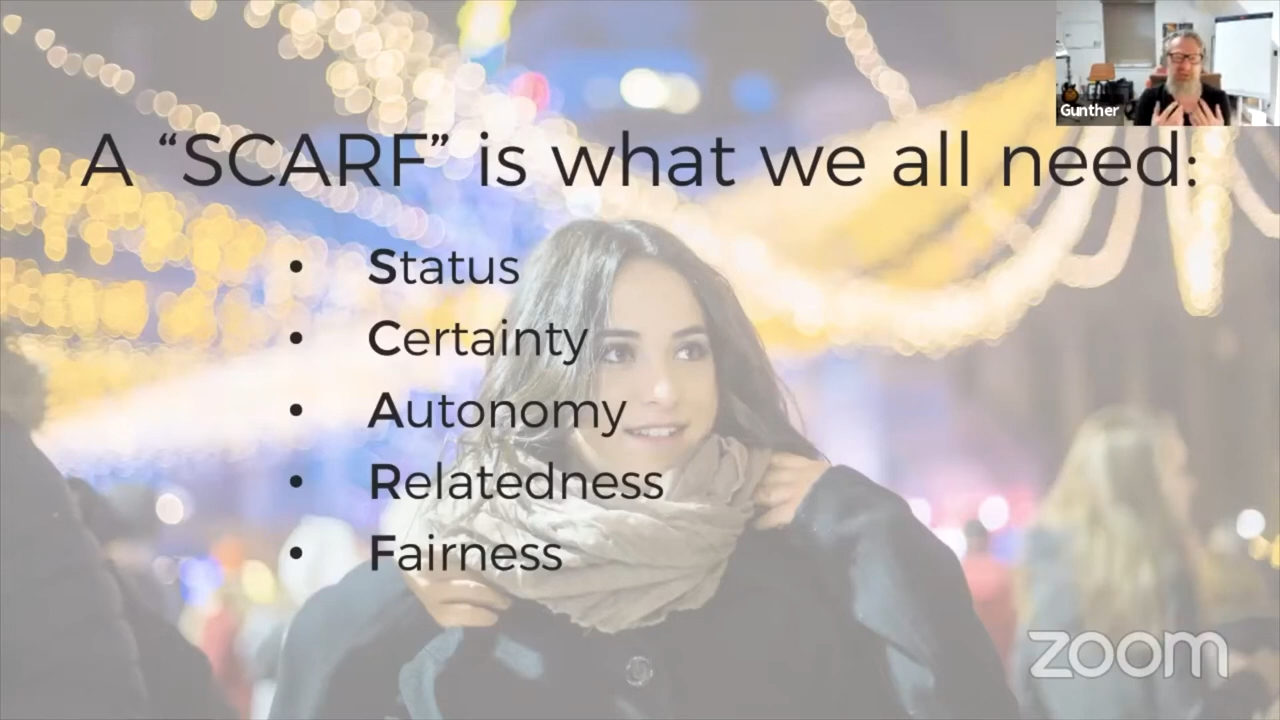 Gunther
A “SCARF” is what we all need:
• Status
• Certainty
• Autonomy
• Relatedness
• Fairness
zoom